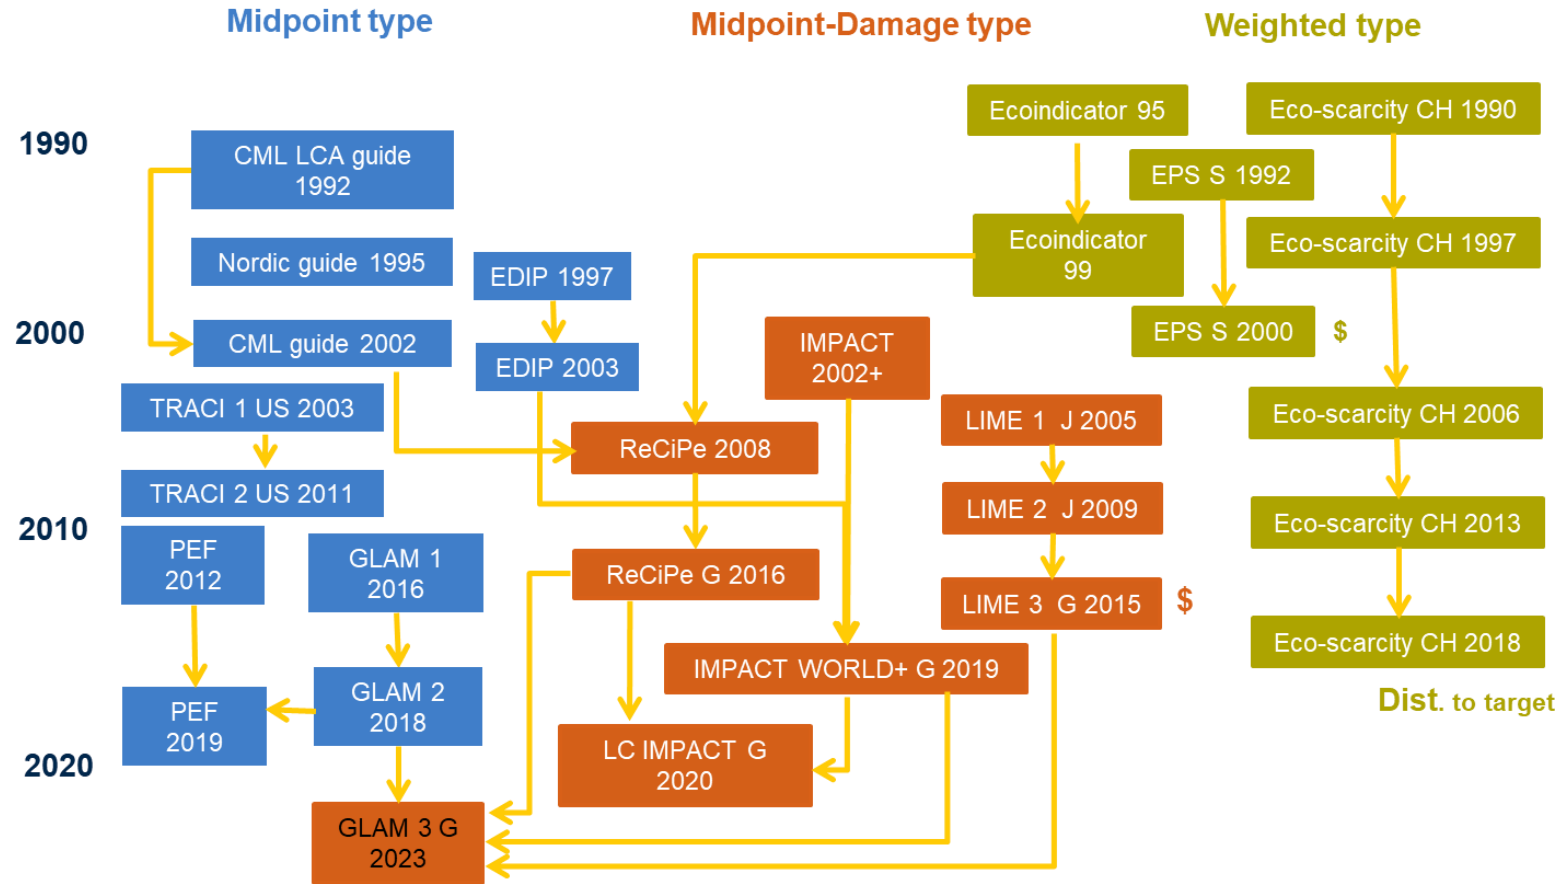 Midpoint type
Midpoint-Damage type
Weighted type
1990
2000
2010
2020
CML LCA guide
1992
Nordic guide 1995
CML guide 2002
EDIP 1997
EDIP 2003
TRACI 1 US 2003
TRACI 2 US 2011
PEF
2012
PEF
2019
GLAM 1
2016
GLAM 2
2018
GLAM 3 G
2023
IMPACT
2002+
ReCiPe 2008
ReCiPe G 2016
IMPACT WORLD+ G 2019
LC IMPACT G
2020
LIME 1 J 2005
LIME 2 J 2009
LIME 3 G 2015
$
Ecoindicator 95
Ecoindicator
99
EPS S 1992
EPS S 2000
$
Eco-scarcity CH 1990
Eco-scarcity CH 1997
Eco-scarcity CH 2006
Eco-scarcity CH 2013
Eco-scarcity CH 2018
Dist. to target